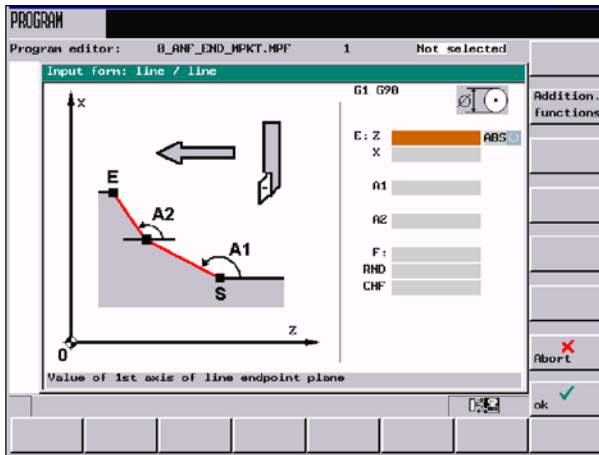 PROGRAM
Program editor: 0_ANF_END_MPKT.MPF 1 Not selected
Input form: line / line
G1 G90
Addition.
functions
X
E: Z ABS
X
E
A1
A2
A2
A1
F:
RND
CHF
S
Z
0
Abort
Value of 1st axis of line endpoint plane
ok